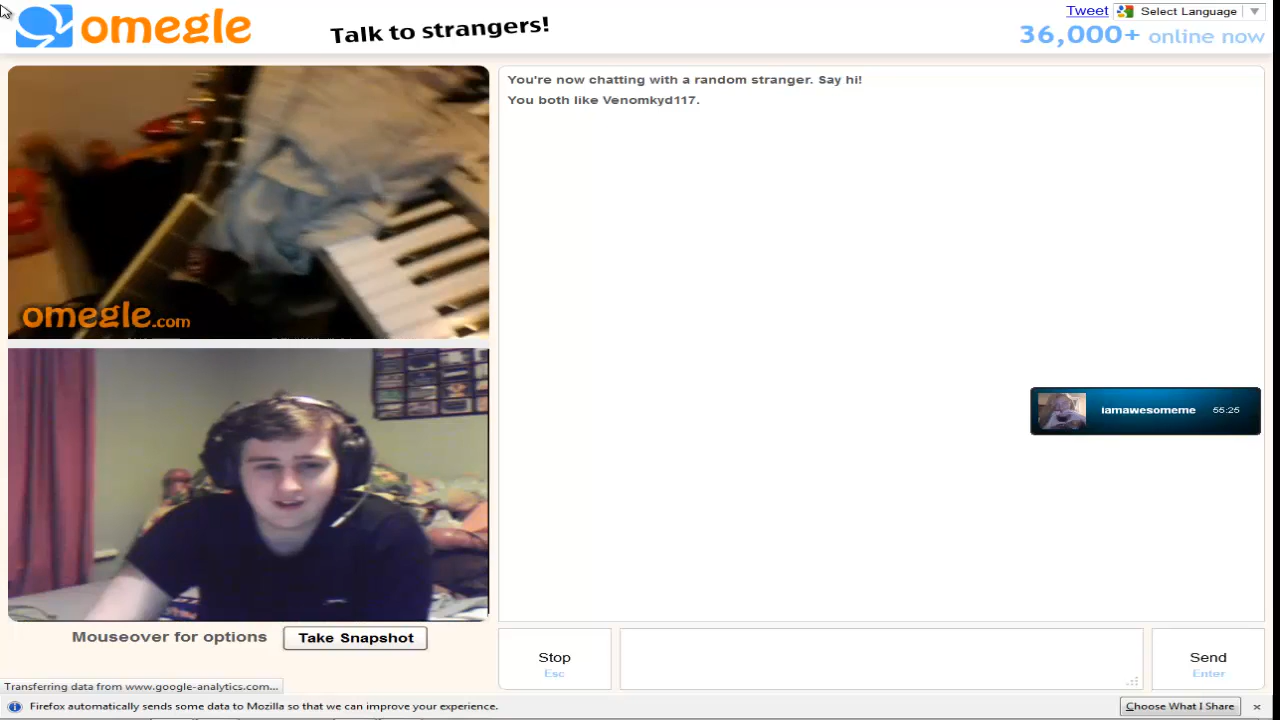 omegle
Talk to strangers!
Tweet
Select Language
36,000+ online now
You're now chatting with a random stranger. Say hi!
You both like Venomkyd117.
omegle.com
iamawesomeme 55:25
Mouseover for options
Take Snapshot
Stop
Esc
Send
Enter
Transferring data from www.google-analytics.com...
Firefox automatically sends some data to Mozilla so that we can improve your experience.
Choose What I Share